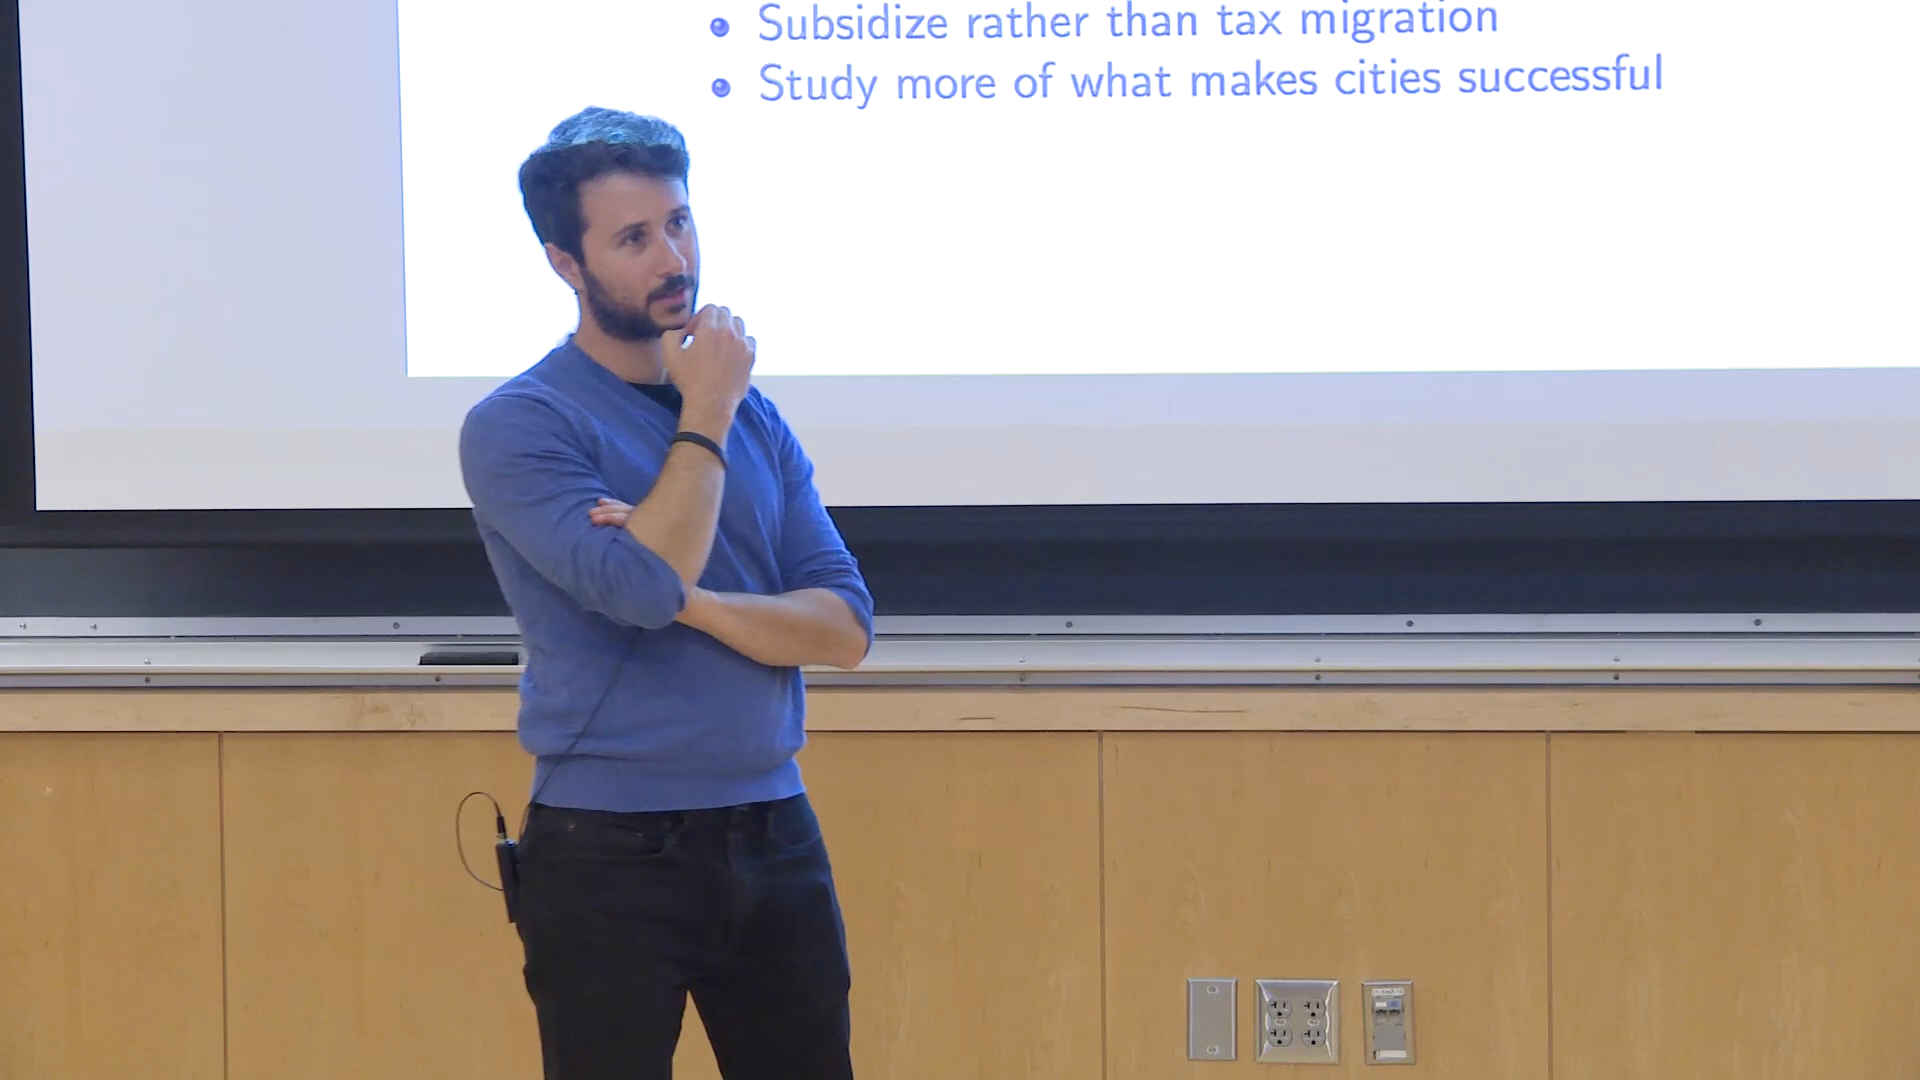 Subsidize rather than tax migration
Study more of what makes cities successful